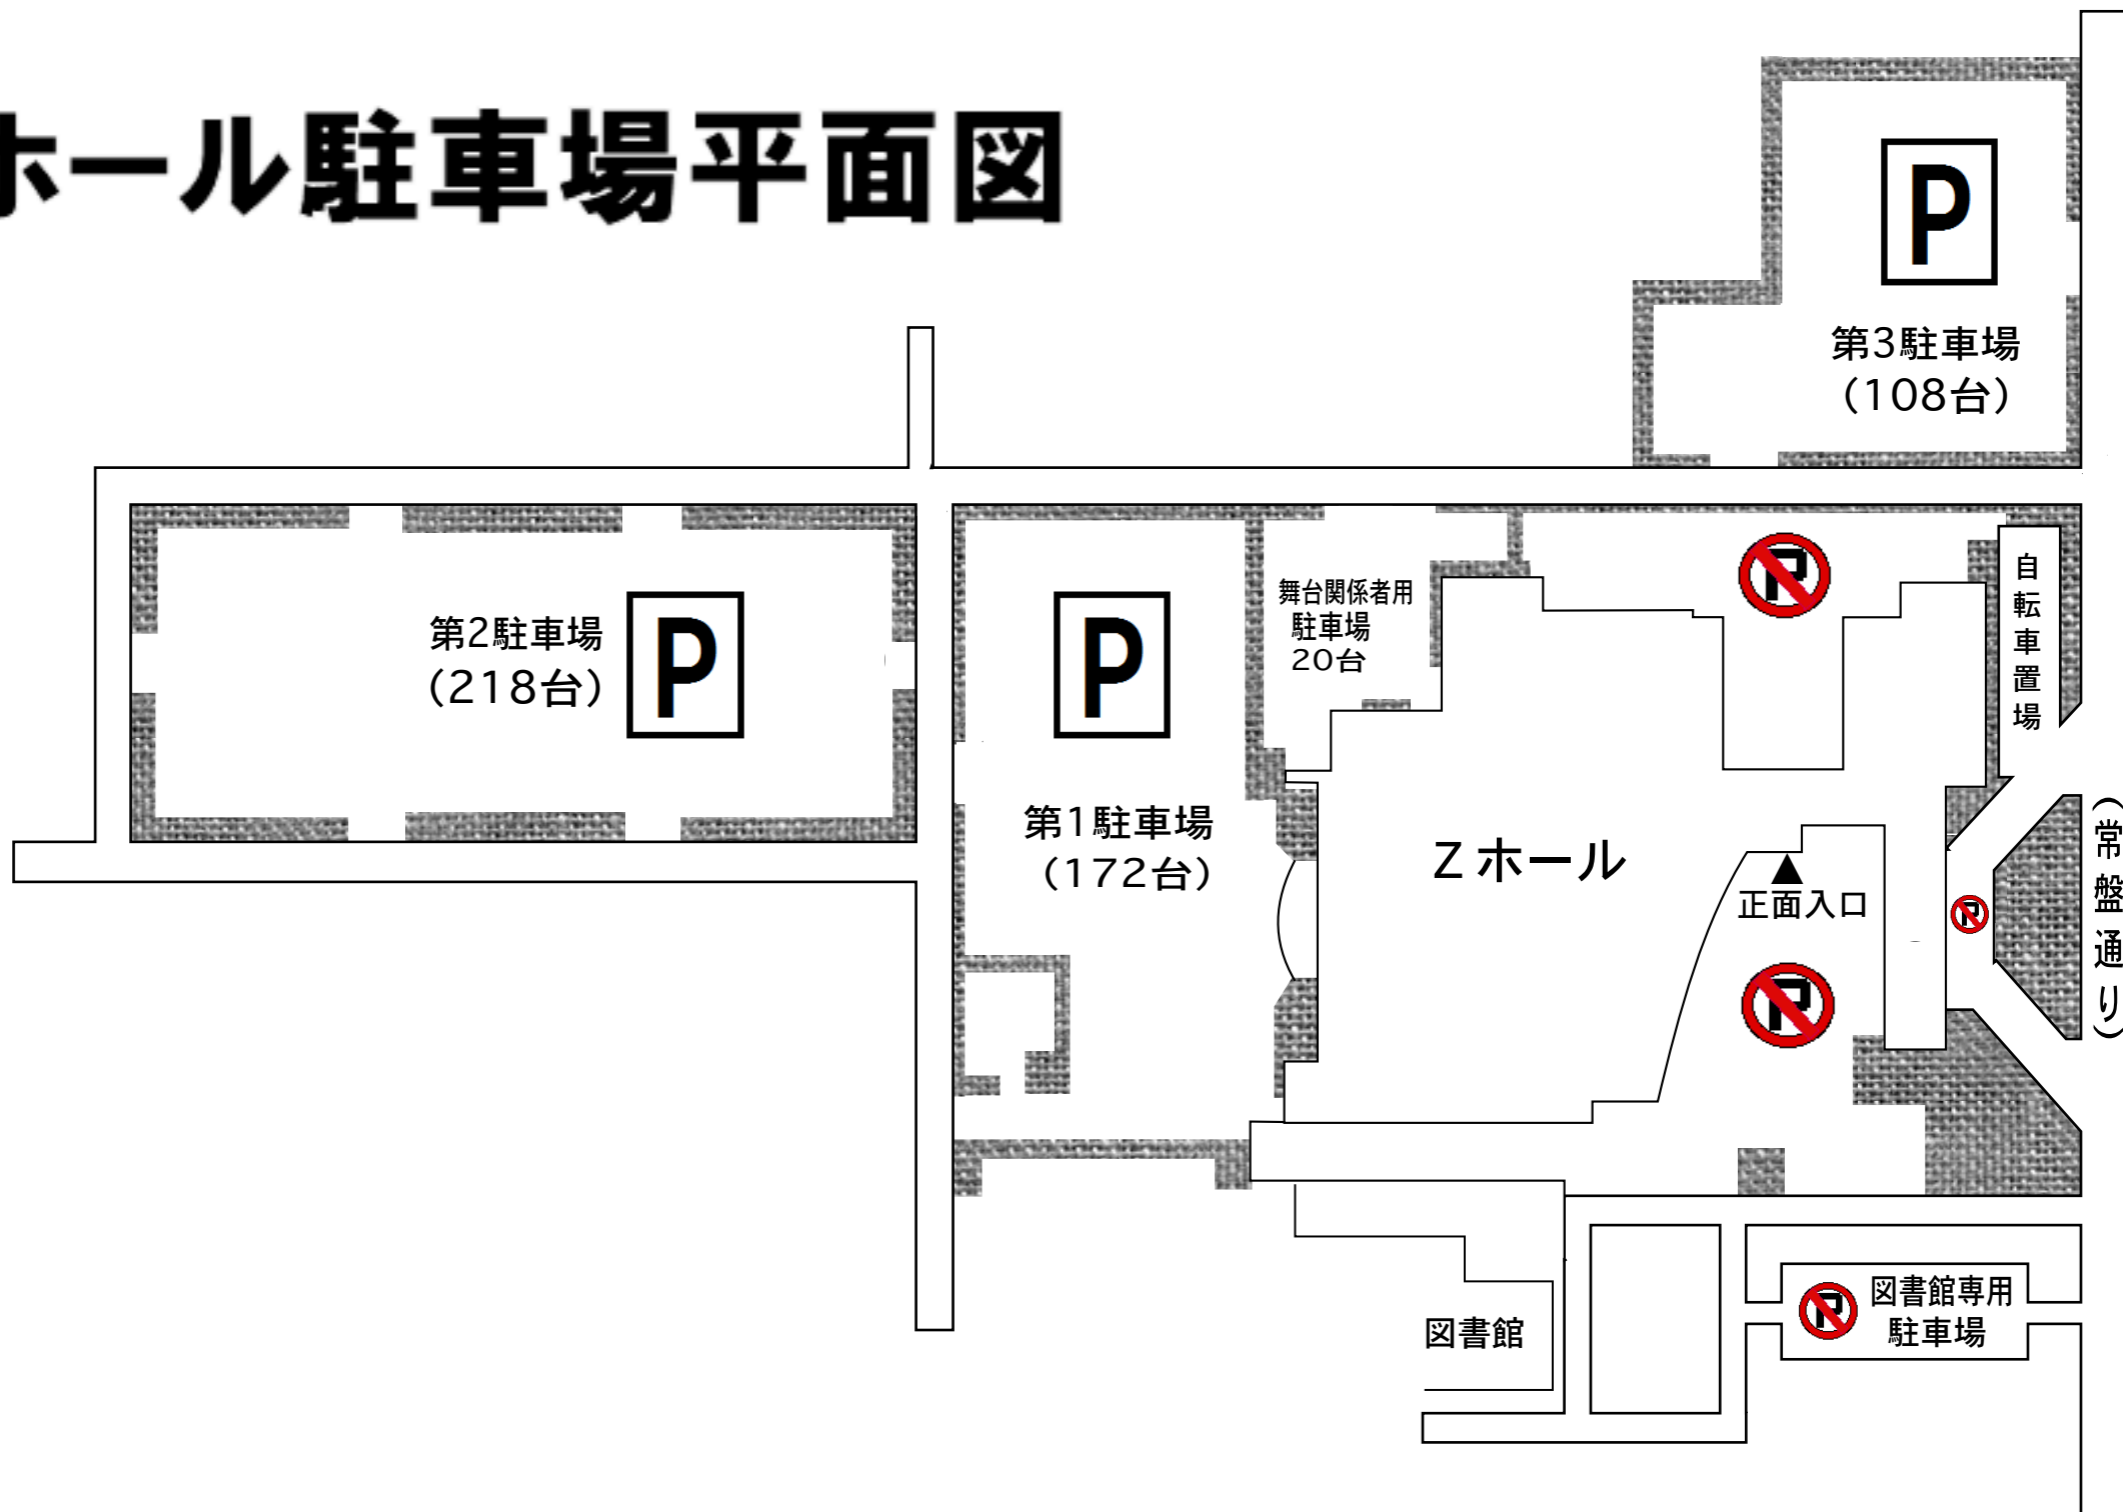 ホール駐車場平面図
P
第3駐車場
（108台）
第2駐車場
（218台）
P
P
第1駐車場
（172台）
舞台関係者用
駐車場
20台
P
自転車置場
Zホール
▲
正面入口
P
P
（常盤通り）
図書館
P
図書館専用
駐車場